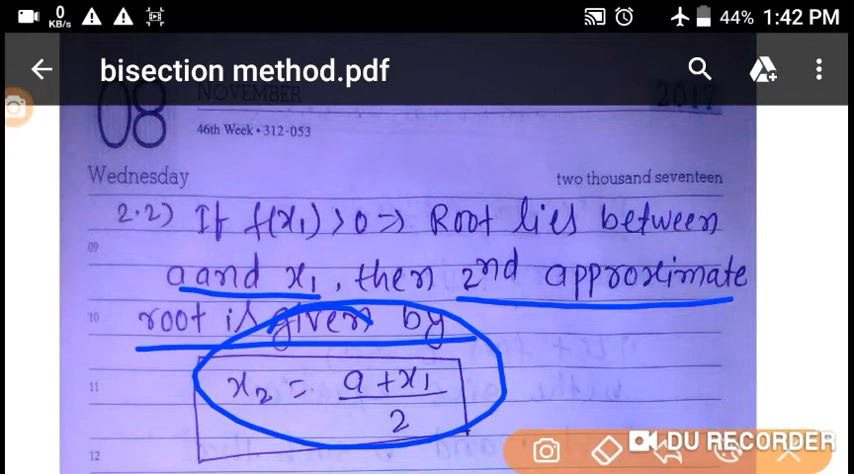 0 KB/s 44% 1:42 PM
bisection method.pdf
08 NOVEMBER 2017
46th Week • 312-053
Wednesday two thousand seventeen
2.2) If f(x₁) > 0 => Root lies between
09
a and x₁, then 2nd approximate
10 root is given by
11 x₂ = a + x₁ / 2
12
DU RECORDER